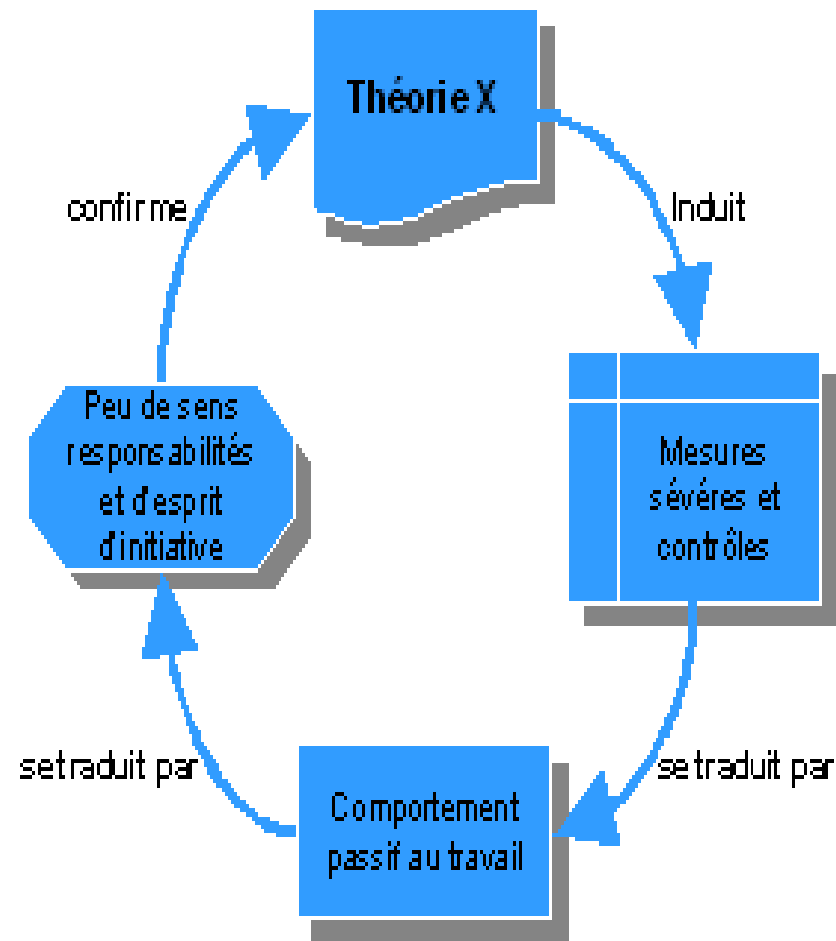 Théorie X
confirme
Induit
Peu de sens
responsabilités
et d'esprit
d'initiative
Mesures
sévéres et
contrôles
se traduit par
se traduit par
Comportement
passif au travail